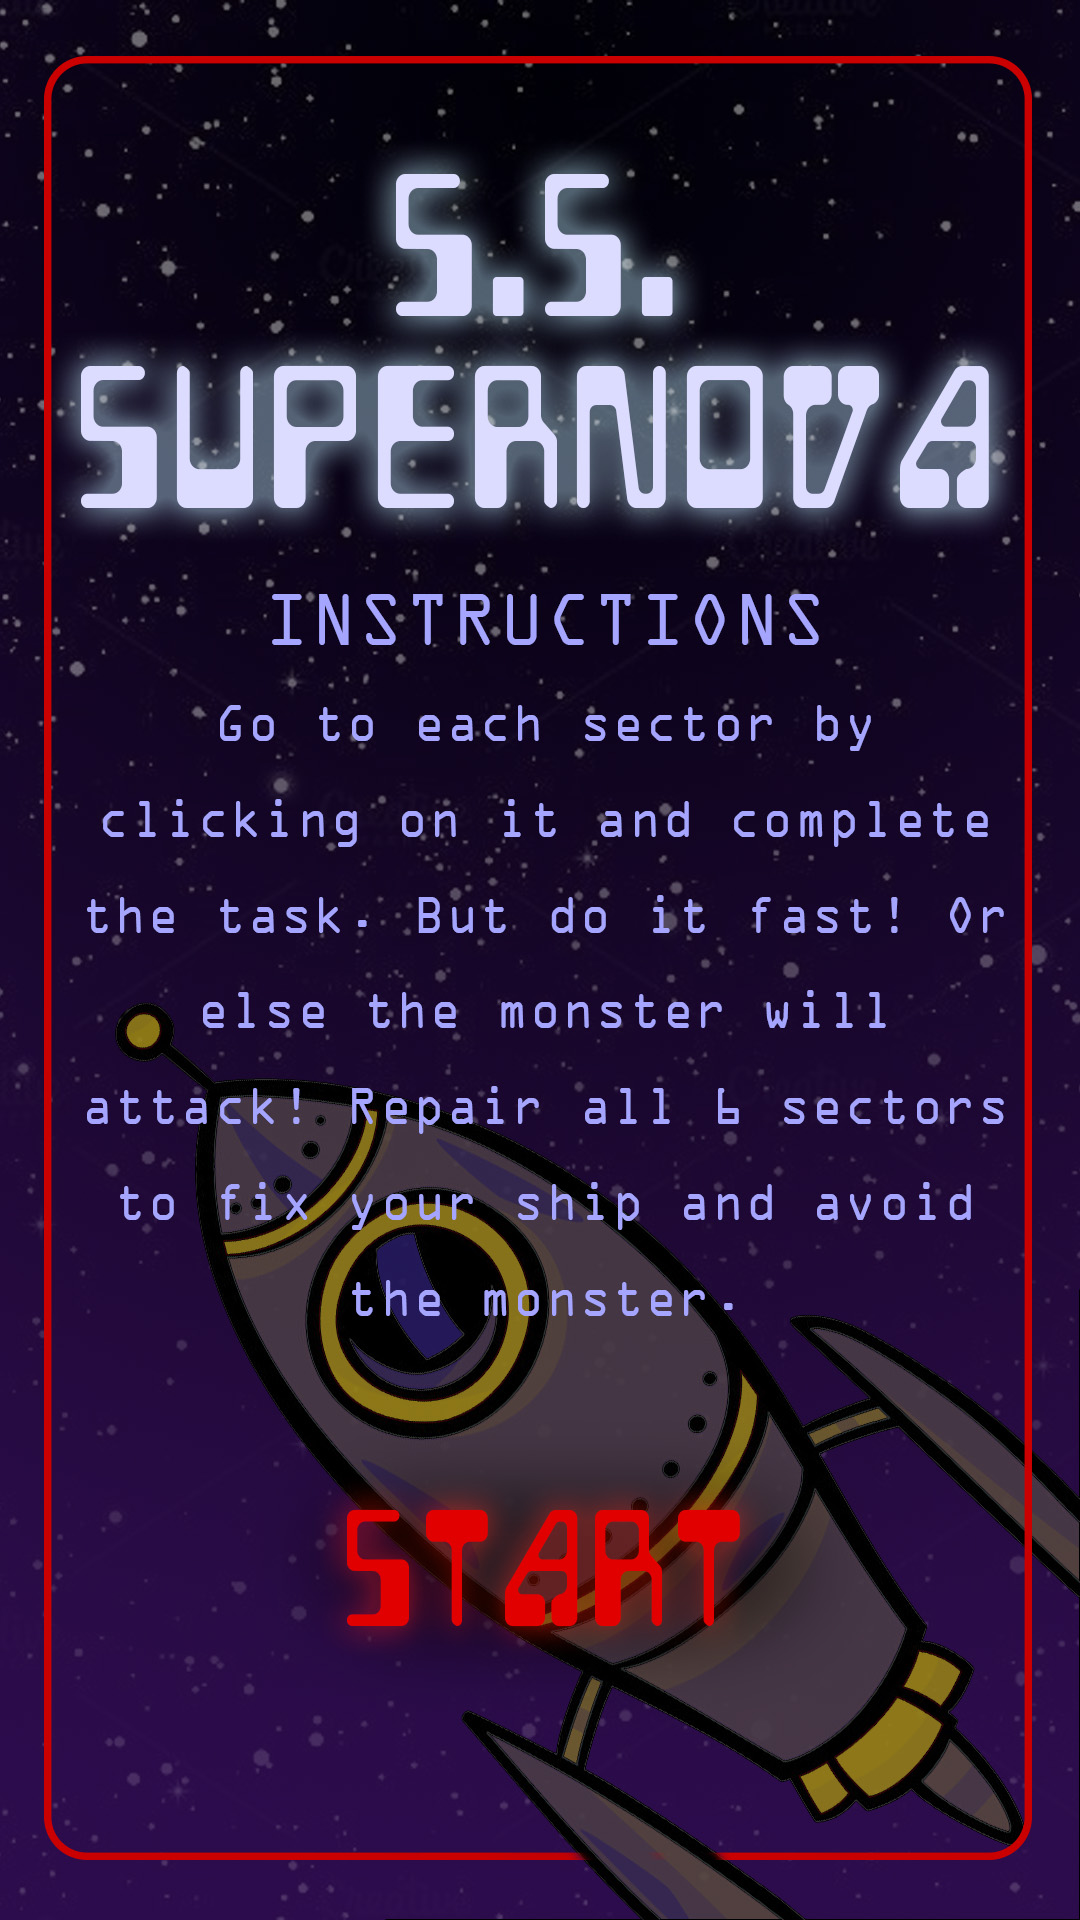 S.S.
SUPERNOVA
INSTRUCTIONS
Go to each sector by
clicking on it and complete
the task. But do it fast! Or
else the monster will
attack! Repair all 6 sectors
to fix your ship and avoid
the monster.
START